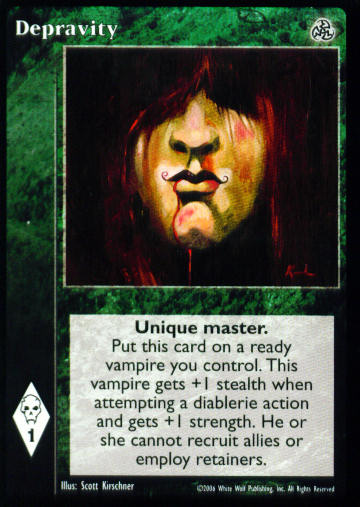 Depravity
Unique master.
Put this card on a ready
vampire you control. This
vampire gets +1 stealth when
attempting a diablerie action
and gets +1 strength. He or
she cannot recruit allies or
employ retainers.
1
Illus: Scott Kirschner
©2006 White Wolf Publishing, Inc. All Rights Reserved